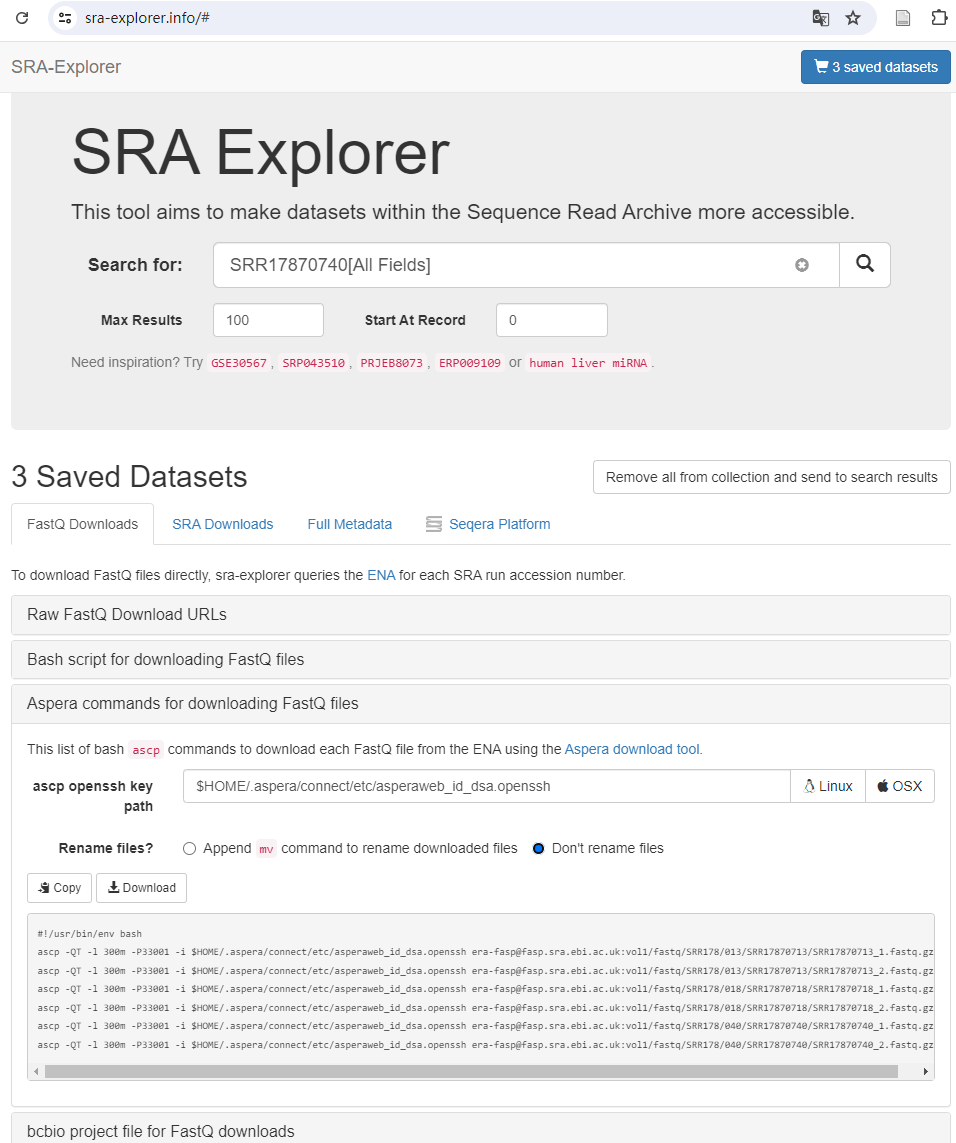 sra-explorer.info/#
SRA-Explorer
3 saved datasets
SRA Explorer
This tool aims to make datasets within the Sequence Read Archive more accessible.
Search for:
SRR17870740[All Fields]
Max Results
100
Start At Record
0
Need inspiration? Try GSE30567, SRP043510, PRJEB8073, ERP009109 or human liver miRNA.
3 Saved Datasets
Remove all from collection and send to search results
FastQ Downloads
SRA Downloads
Full Metadata
Seqera Platform
To download FastQ files directly, sra-explorer queries the ENA for each SRA run accession number.
Raw FastQ Download URLs
Bash script for downloading FastQ files
Aspera commands for downloading FastQ files
This list of bash ascp commands to download each FastQ file from the ENA using the Aspera download tool.
ascp openssh key
path
$HOME/.aspera/connect/etc/asperaweb_id_dsa.openssh
Linux
OSX
Rename files?
Append mv command to rename downloaded files
Don't rename files
Copy
Download
#!/usr/bin/env bash
ascp -QT -l 300m -P33001 -i $HOME/.aspera/connect/etc/asperaweb_id_dsa.openssh era-fasp@fasp.sra.ebi.ac.uk:vol1/fastq/SRR178/013/SRR17870713/SRR17870713_1.fastq.gz
ascp -QT -l 300m -P33001 -i $HOME/.aspera/connect/etc/asperaweb_id_dsa.openssh era-fasp@fasp.sra.ebi.ac.uk:vol1/fastq/SRR178/013/SRR17870713/SRR17870713_2.fastq.gz
ascp -QT -l 300m -P33001 -i $HOME/.aspera/connect/etc/asperaweb_id_dsa.openssh era-fasp@fasp.sra.ebi.ac.uk:vol1/fastq/SRR178/018/SRR17870718/SRR17870718_1.fastq.gz
ascp -QT -l 300m -P33001 -i $HOME/.aspera/connect/etc/asperaweb_id_dsa.openssh era-fasp@fasp.sra.ebi.ac.uk:vol1/fastq/SRR178/018/SRR17870718/SRR17870718_2.fastq.gz
ascp -QT -l 300m -P33001 -i $HOME/.aspera/connect/etc/asperaweb_id_dsa.openssh era-fasp@fasp.sra.ebi.ac.uk:vol1/fastq/SRR178/040/SRR17870740/SRR17870740_1.fastq.gz
ascp -QT -l 300m -P33001 -i $HOME/.aspera/connect/etc/asperaweb_id_dsa.openssh era-fasp@fasp.sra.ebi.ac.uk:vol1/fastq/SRR178/040/SRR17870740/SRR17870740_2.fastq.gz
bcbio project file for FastQ downloads